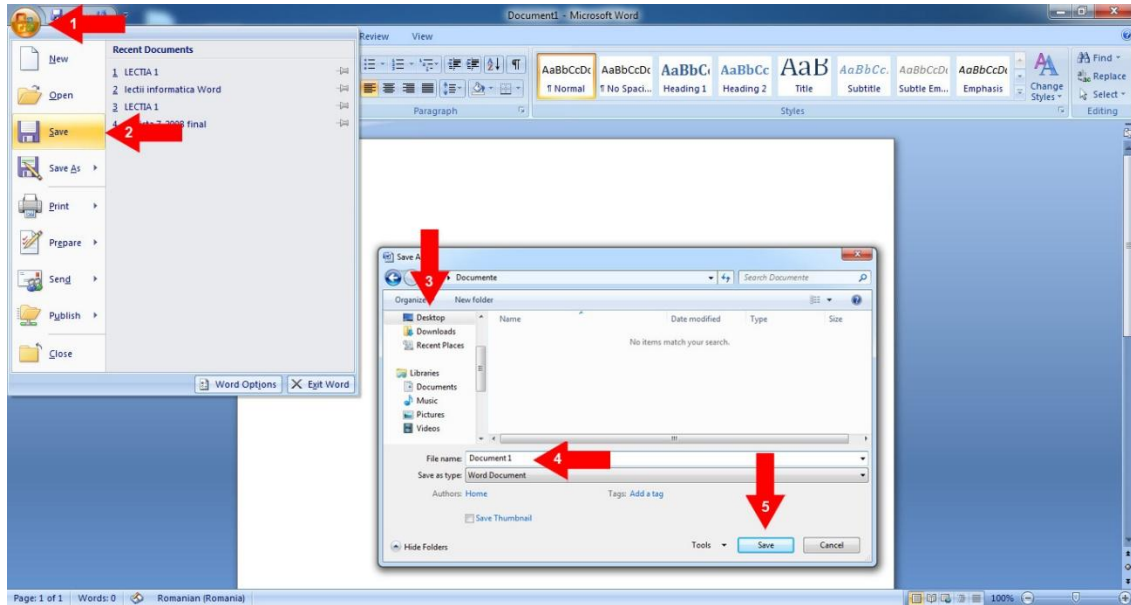 Document1 - Microsoft Word
1
Review View
New
Recent Documents
1 LECTIA 1
2 lectii informatica Word
3 LECTIA 1
7 2008 final
Open
Save
2
Save As
Print
Prepare
Send
Publish
Close
Word Options
Exit Word
AaBbCcDc AaBbCcDc AaBbC AaBbCc AaB AaBbCc. AaBbCcDi AaBbCcDi
¶ Normal ¶ No Spaci... Heading 1 Heading 2 Title Subtitle Subtle Em... Emphasis
Change
Styles
Find
Replace
Select
Paragraph Styles Editing
Save
3
Documente Search Documente
New folder
Name Date modified Type Size
No items match your search.
Desktop
Downloads
Recent Places
Libraries
Documents
Music
Pictures
Videos
File name: Document1
4
Save as type: Word Document
Authors: Home Tags: Add a tag
5
Save Thumbnail
Hide Folders Tools Save Cancel
Page: 1 of 1 Words: 0 Romanian (Romania) 100%